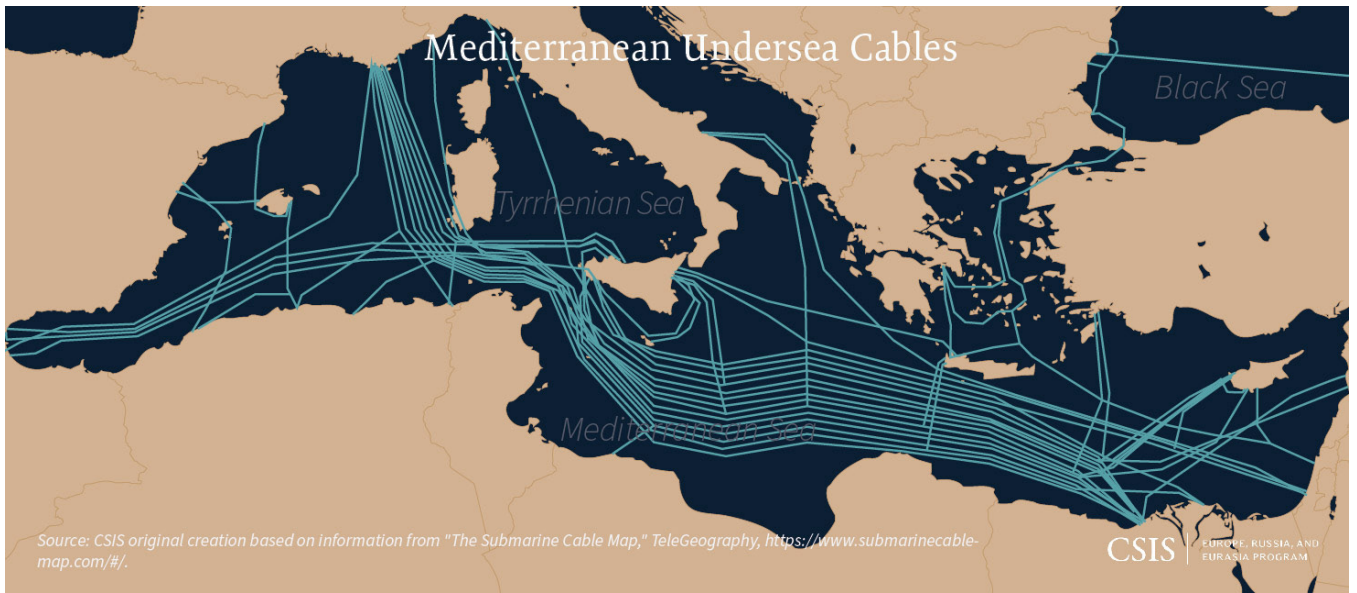 Mediterranean Undersea Cables
Black Sea
Tyrrhenian Sea
Mediterranean Sea
Source: CSIS original creation based on information from "The Submarine Cable Map," TeleGeography, https://www.submarinecable-
map.com/#/.
CSIS
EUROPE, RUSSIA, AND
EURASIA PROGRAM